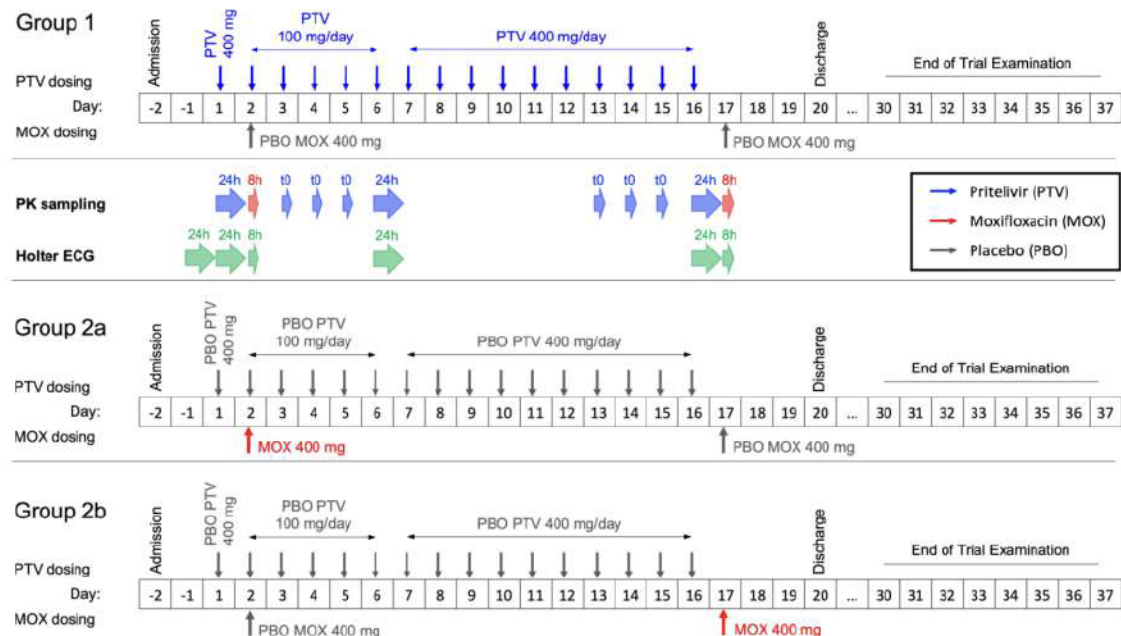 Group 1
PTV
400 mg
PTV
100 mg/day
PTV 400 mg/day
Admission
Discharge
End of Trial Examination
PTV dosing
Day: -2 -1 1 2 3 4 5 6 7 8 9 10 11 12 13 14 15 16 17 18 19 20 ... 30 31 32 33 34 35 36 37
MOX dosing
PBO MOX 400 mg
PBO MOX 400 mg
24h 8h t0 t0 t0 24h t0 t0 t0 24h 8h
PK sampling
24h 24h 8h 24h 24h 8h
Holter ECG
Pritelivir (PTV)
Moxifloxacin (MOX)
Placebo (PBO)
Group 2a
PBO PTV
400 mg
PBO PTV
100 mg/day
PBO PTV 400 mg/day
Admission
Discharge
End of Trial Examination
PTV dosing
Day: -2 -1 1 2 3 4 5 6 7 8 9 10 11 12 13 14 15 16 17 18 19 20 ... 30 31 32 33 34 35 36 37
MOX dosing
MOX 400 mg
PBO MOX 400 mg
Group 2b
PBO PTV
400 mg
PBO PTV
100 mg/day
PBO PTV 400 mg/day
Admission
Discharge
End of Trial Examination
PTV dosing
Day: -2 -1 1 2 3 4 5 6 7 8 9 10 11 12 13 14 15 16 17 18 19 20 ... 30 31 32 33 34 35 36 37
MOX dosing
PBO MOX 400 mg
MOX 400 mg